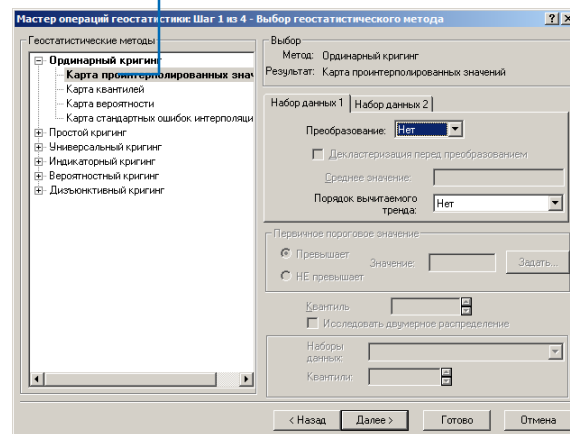 Мастер операций геостатистики: Шаг 1 из 4 - Выбор геостатистического метода
Геостатистические методы
Ординарный кригинг
Карта проинтерполированных знач
Карта квантилей
Карта вероятности
Карта стандартных ошибок интерполяци
Простой кригинг
Универсальный кригинг
Индикаторный кригинг
Вероятностный кригинг
Дизъюнктивный кригинг
Выбор
Метод: Ординарный кригинг
Результат: Карта проинтерполированных значений
Набор данных 1 Набор данных 2
Преобразование: Нет
Декластеризация перед преобразованием
Среднее значение:
Порядок вычитаемого тренда: Нет
Первичное пороговое значение
Превышает
Значение: Задать...
НЕ превышает
Квантиль
Исследовать двумерное распределение
Наборы данных:
Квантили:
< Назад Далее > Готово Отмена